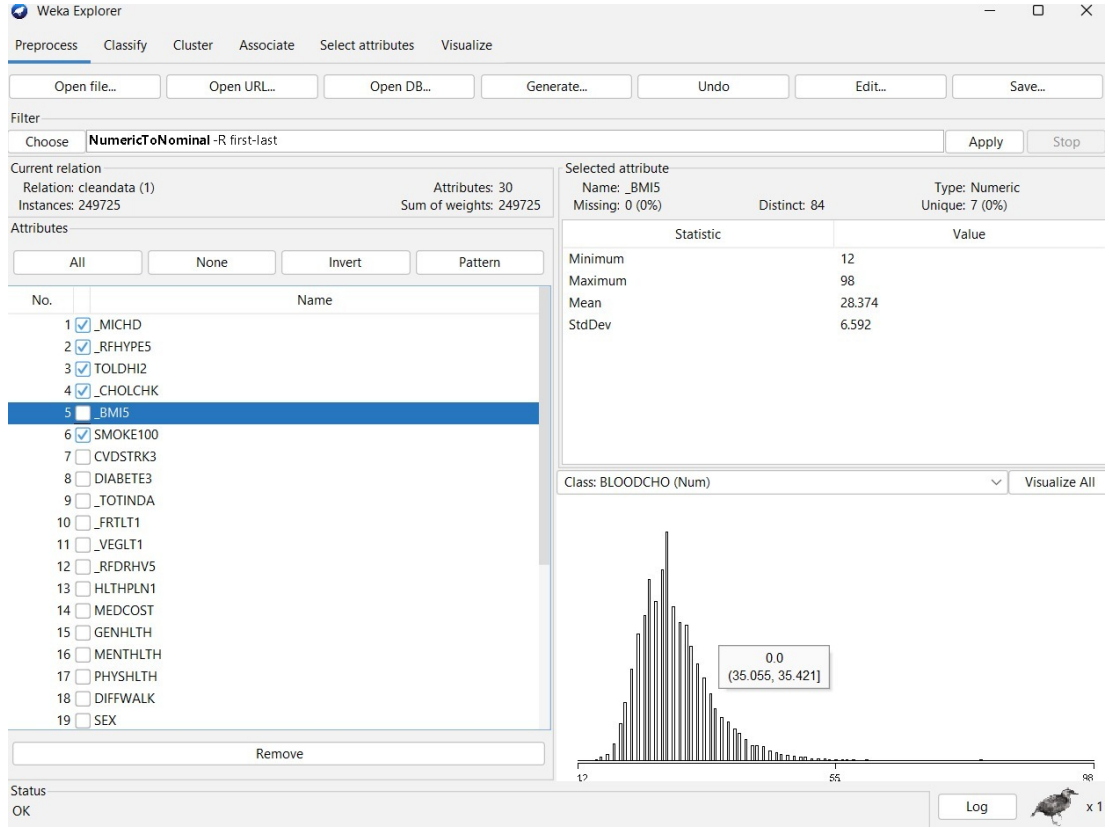 Weka Explorer
Preprocess Classify Cluster Associate Select attributes Visualize
Open file... Open URL... Open DB... Generate... Undo Edit... Save...
Filter
Choose NumericToNominal -R first-last Apply Stop
Current relation
Relation: cleandata (1) Attributes: 30
Instances: 249725 Sum of weights: 249725
Attributes
All None Invert Pattern
No. Name
1 _MICHD
2 _RFHYPE5
3 TOLDHI2
4 _CHOLCHK
5 _BMI5
6 SMOKE100
7 CVDSTRK3
8 DIABETE3
9 _TOTINDA
10 _FRTLT1
11 _VEGLT1
12 _RFDRHV5
13 HLTHPLN1
14 MEDCOST
15 GENHLTH
16 MENTHLTH
17 PHYSHLTH
18 DIFFWALK
19 SEX
Remove
Selected attribute
Name: _BMI5 Type: Numeric
Missing: 0 (0%) Distinct: 84 Unique: 7 (0%)
Statistic Value
Minimum 12
Maximum 98
Mean 28.374
StdDev 6.592
Class: BLOODCHO (Num) Visualize All
0.0
(35.055, 35.421]
12 55 98
Status
OK
Log x 1